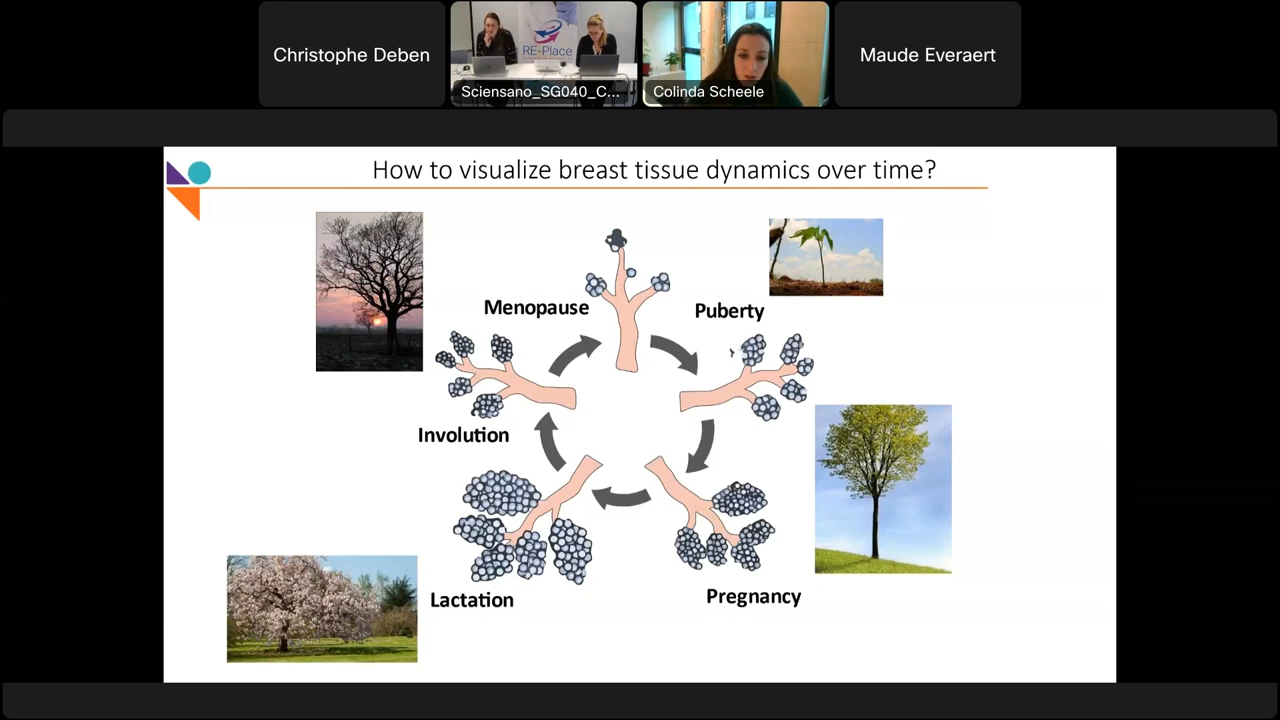 Christophe Deben
RE-Place
Sciensano_SG040_C...
Colinda Scheele
Maude Everaert
How to visualize breast tissue dynamics over time?
Menopause
Puberty
Involution
Lactation
Pregnancy